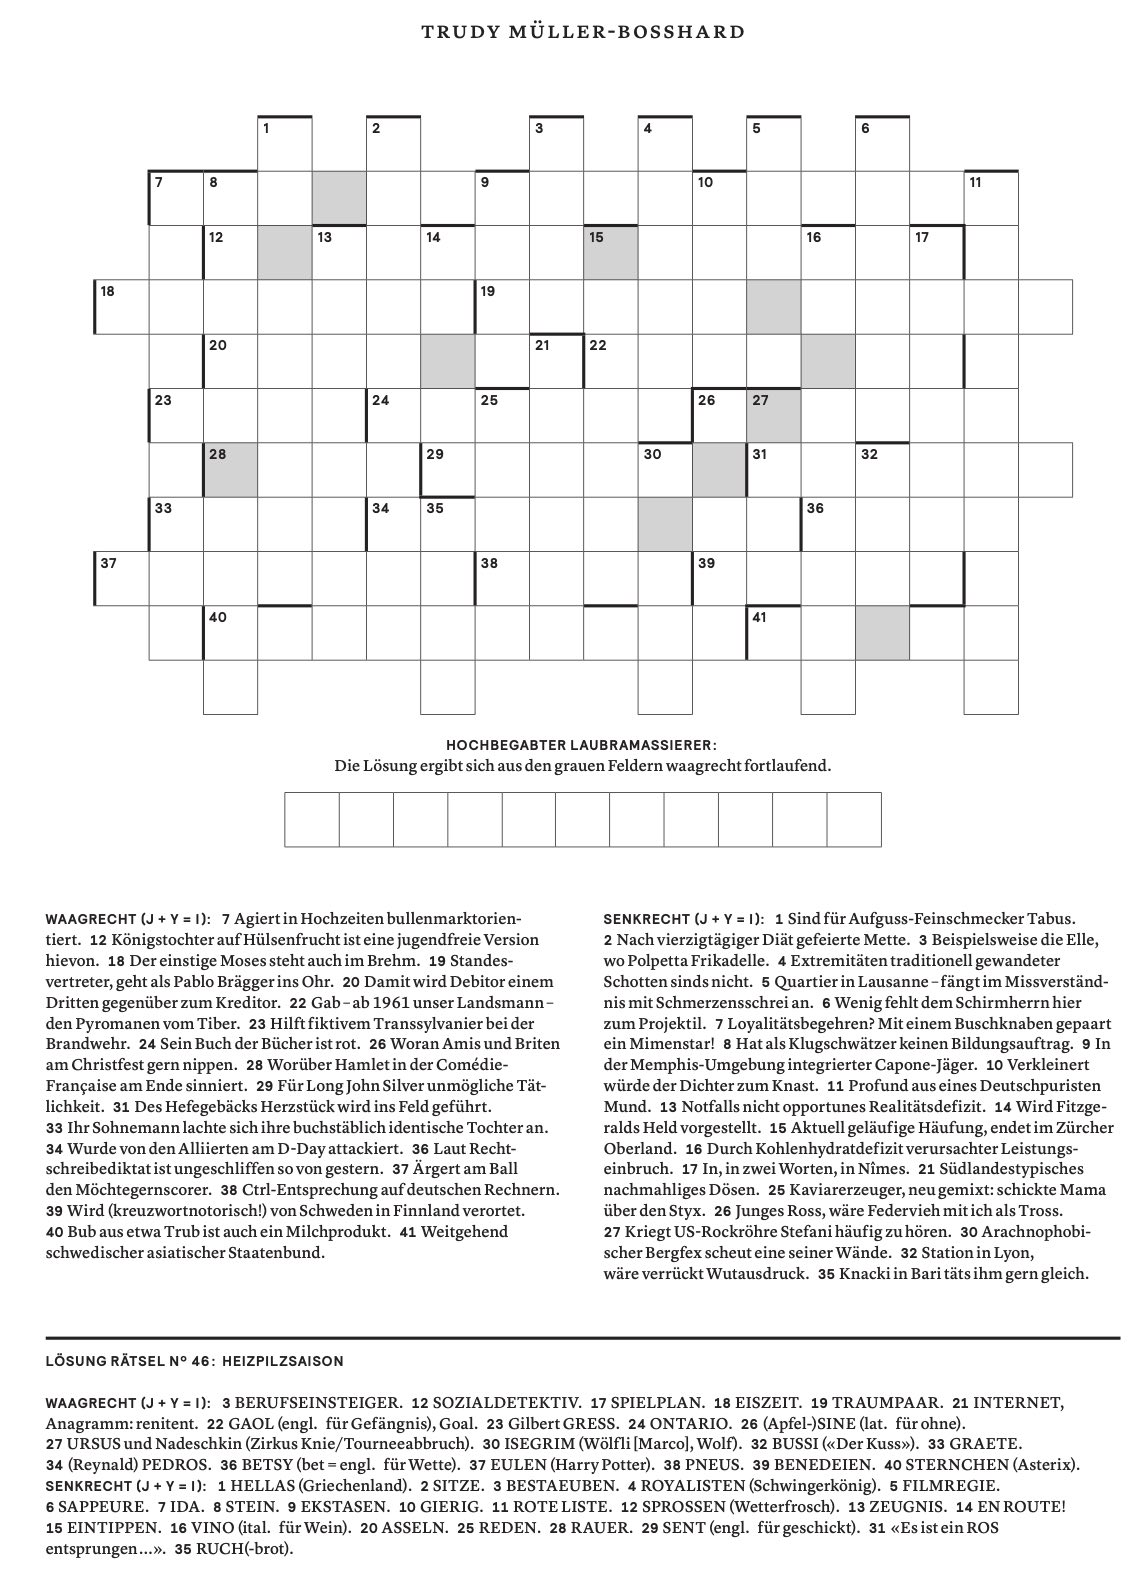 TRUDY MÜLLER-BOSSHARD
1 2 3 4 5 6
7 8 9 10 11
12 13 14 15 16 17
18 19
20 21 22
23 24 25 26 27
28 29 30 31 32
33 34 35 36
37 38 39
40 41
HOCHBEGABTER LAUBRAMASSIERER:
Die Lösung ergibt sich aus den grauen Feldern waagrecht fortlaufend.
WAAGRECHT (J + Y = I): 7 Agiert in Hochzeiten bullenmarktorien-
tiert. 12 Königstochter auf Hülsenfrucht ist eine jugendfreie Version
hievon. 18 Der einstige Moses steht auch im Brehm. 19 Standes-
vertreter, geht als Pablo Brägger ins Ohr. 20 Damit wird Debitor einem
Dritten gegenüber zum Kreditor. 22 Gab – ab 1961 unser Landsmann –
den Pyromanen vom Tiber. 23 Hilft fiktivem Transsylvanier bei der
Brandwehr. 24 Sein Buch der Bücher ist rot. 26 Woran Amis und Briten
am Christfest gern nippen. 28 Worüber Hamlet in der Comédie-
Française am Ende sinniert. 29 Für Long John Silver unmögliche Tät-
lichkeit. 31 Des Hefegebäcks Herzstück wird ins Feld geführt.
33 Ihr Sohnemann lachte sich ihre buchstäblich identische Tochter an.
34 Wurde von den Alliierten am D-Day attackiert. 36 Laut Recht-
schreibediktat ist ungeschliffen so von gestern. 37 Ärgert am Ball
den Möchtegernscorer. 38 Ctrl-Entsprechung auf deutschen Rechnern.
39 Wird (kreuzwortnotorisch!) von Schweden in Finnland verortet.
40 Bub aus etwa Trub ist auch ein Milchprodukt. 41 Weitgehend
schwedischer asiatischer Staatenbund.
SENKRECHT (J + Y = I): 1 Sind für Aufguss-Feinschmecker Tabus.
2 Nach vierzigtägiger Diät gefeierte Mette. 3 Beispielsweise die Elle,
wo Polpetta Frikadelle. 4 Extremitäten traditionell gewandeter
Schotten sinds nicht. 5 Quartier in Lausanne – fängt im Missverständ-
nis mit Schmerzensschrei an. 6 Wenig fehlt dem Schirmherrn hier
zum Projektil. 7 Loyalitätsbegehren? Mit einem Buschknaben gepaart
ein Mimenstar! 8 Hat als Klugschwätzer keinen Bildungsauftrag. 9 In
der Memphis-Umgebung integrierter Capone-Jäger. 10 Verkleinert
würde der Dichter zum Knast. 11 Profund aus eines Deutschpuristen
Mund. 13 Notfalls nicht opportunes Realitätsdefizit. 14 Wird Fitzge-
ralds Held vorgestellt. 15 Aktuell geläufige Häufung, endet im Zürcher
Oberland. 16 Durch Kohlenhydratdefizit verursachter Leistungs-
einbruch. 17 In, in zwei Worten, in Nîmes. 21 Südlandestypisches
nachmahliges Dösen. 25 Kaviarerzeuger, neu gemixt: schickte Mama
über den Styx. 26 Junges Ross, wäre Federvieh mit ich als Tross.
27 Kriegt US-Rockröhre Stefani häufig zu hören. 30 Arachnophobi-
scher Bergfex scheut eine seiner Wände. 32 Station in Lyon,
wäre verrückt Wutausdruck. 35 Knacki in Bari täts ihm gern gleich.
LÖSUNG RÄTSEL Nº 46: HEIZPILZSAISON
WAAGRECHT (J + Y = I): 3 BERUFSEINSTEIGER. 12 SOZIALDETEKTIV. 17 SPIELPLAN. 18 EISZEIT. 19 TRAUMPAAR. 21 INTERNET,
Anagramm: renitent. 22 GAOL (engl. für Gefängnis), Goal. 23 Gilbert GRESS. 24 ONTARIO. 26 (Apfel-)SINE (lat. für ohne).
27 URSUS und Nadeschkin (Zirkus Knie/Tourneeabbruch). 30 ISEGRIM (Wölfli [Marco], Wolf). 32 BUSSI («Der Kuss»). 33 GRAETE.
34 (Reynald) PEDROS. 36 BETSY (bet = engl. für Wette). 37 EULEN (Harry Potter). 38 PNEUS. 39 BENEDEIEN. 40 STERNCHEN (Asterix).
SENKRECHT (J + Y = I): 1 HELLAS (Griechenland). 2 SITZE. 3 BESTAEUBEN. 4 ROYALISTEN (Schwingerkönig). 5 FILMREGIE.
6 SAPPEURE. 7 IDA. 8 STEIN. 9 EKSTASEN. 10 GIERIG. 11 ROTE LISTE. 12 SPROSSEN (Wetterfrosch). 13 ZEUGNIS. 14 EN ROUTE!
15 EINTIPPEN. 16 VINO (ital. für Wein). 20 ASSELN. 25 REDEN. 28 RAUER. 29 SENT (engl. für geschickt). 31 «Es ist ein ROS
entsprungen…». 35 RUCH(-brot).